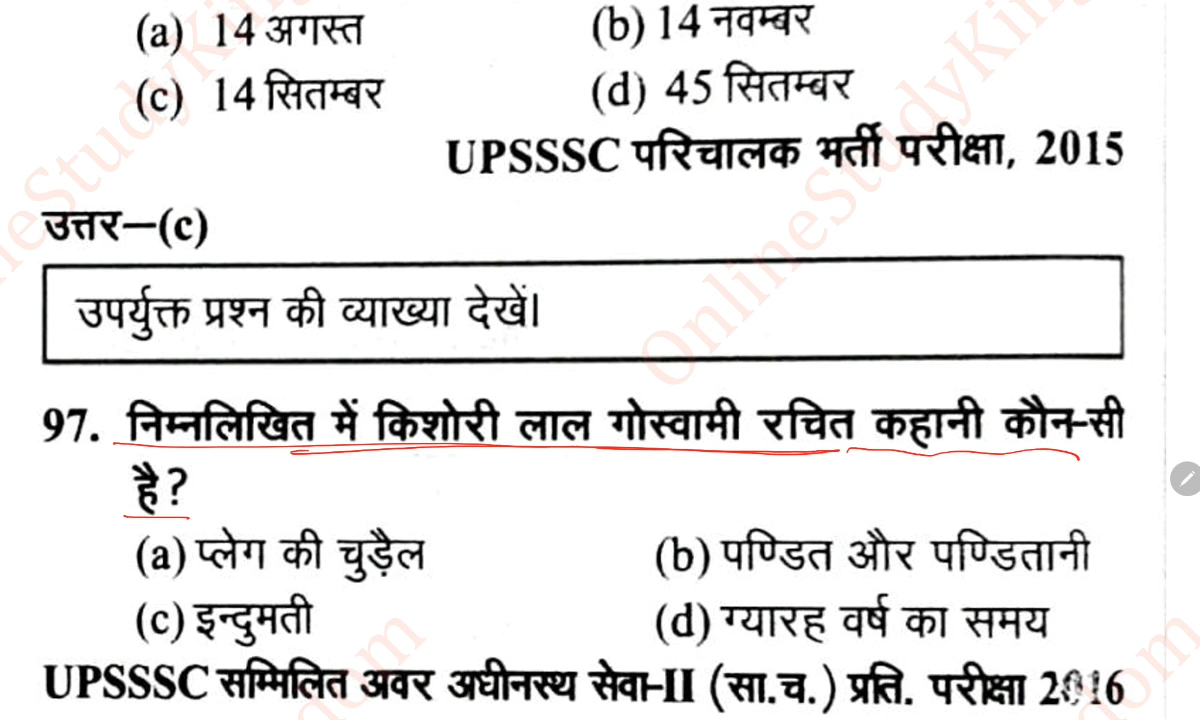 (a) 14 अगस्त (b) 14 नवम्बर
(c) 14 सितम्बर (d) 45 सितम्बर
UPSSSC परिचालक भर्ती परीक्षा, 2015
उत्तर—(c)
उपर्युक्त प्रश्न की व्याख्या देखें।
97. निम्नलिखित में किशोरी लाल गोस्वामी रचित कहानी कौन-सी
है?
(a) प्लेग की चुड़ैल (b) पण्डित और पण्डितानी
(c) इन्दुमती (d) ग्यारह वर्ष का समय
UPSSSC सम्मिलित अवर अधीनस्थ सेवा-II (सा.च.) प्रति. परीक्षा 2016
OnlineStudyKing